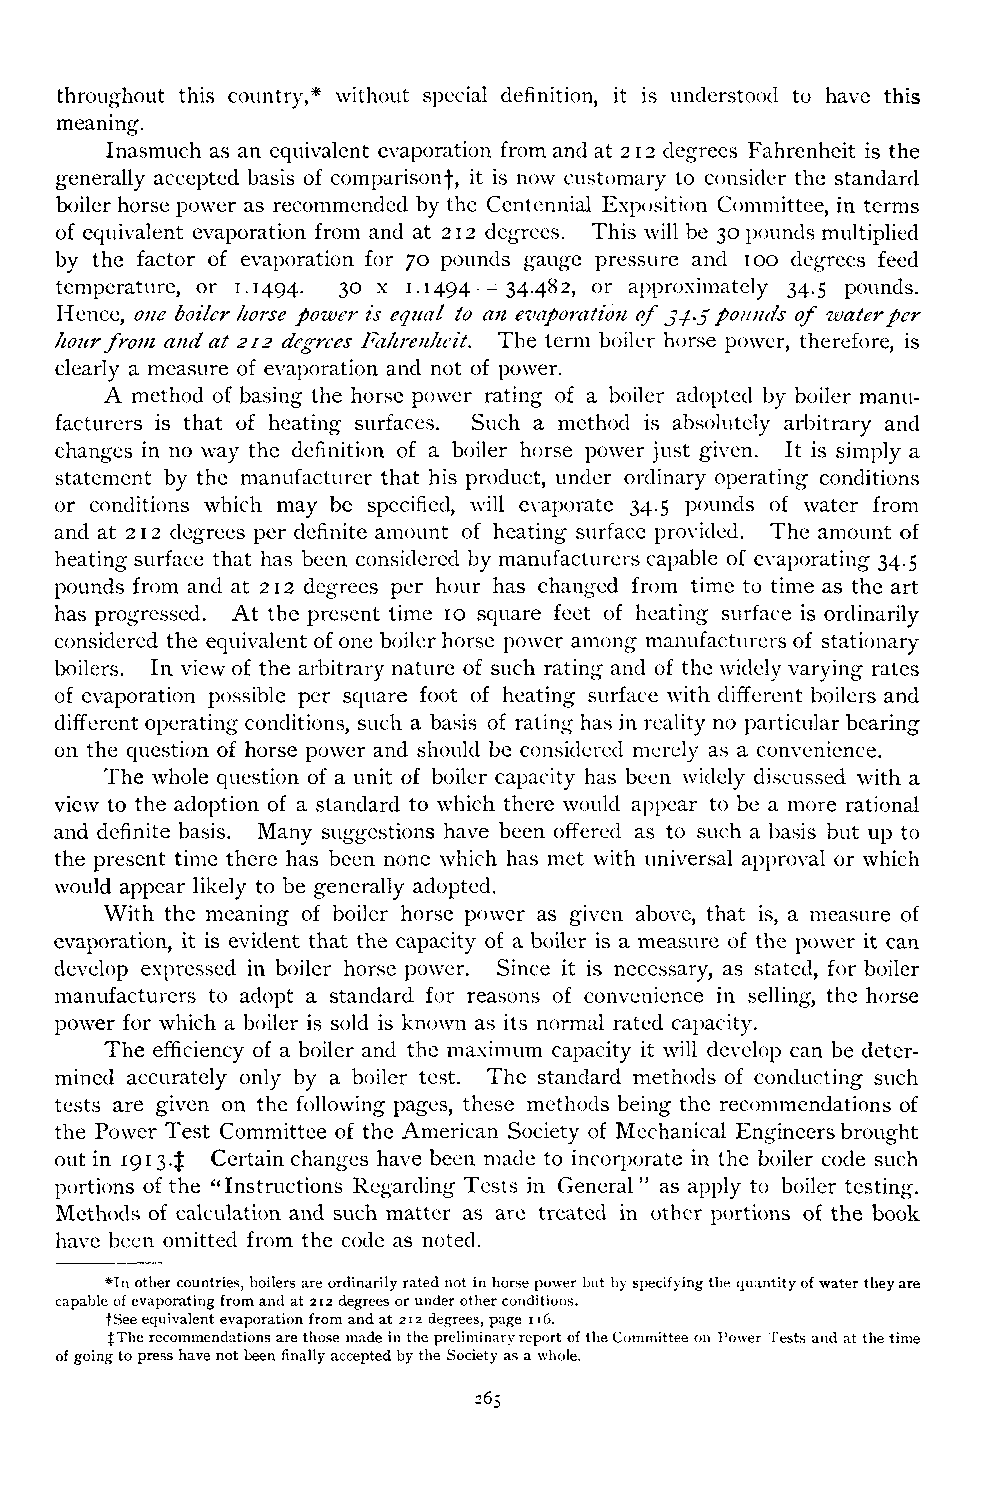 throughout this country,* without special definition, it is understood to have this
meaning.
Inasmuch as an equivalent evaporation from and at 212 degrees Fahrenheit is the
generally accepted basis of comparison†, it is now customary to consider the standard
boiler horse power as recommended by the Centennial Exposition Committee, in terms
of equivalent evaporation from and at 212 degrees. This will be 30 pounds multiplied
by the factor of evaporation for 70 pounds gauge pressure and 100 degrees feed
temperature, or 1.1494. 30 x 1.1494 = 34.482, or approximately 34.5 pounds.
Hence, one boiler horse power is equal to an evaporation of 34.5 pounds of water per
hour from and at 212 degrees Fahrenheit. The term boiler horse power, therefore, is
clearly a measure of evaporation and not of power.
A method of basing the horse power rating of a boiler adopted by boiler manu-
facturers is that of heating surfaces. Such a method is absolutely arbitrary and
changes in no way the definition of a boiler horse power just given. It is simply a
statement by the manufacturer that his product, under ordinary operating conditions
or conditions which may be specified, will evaporate 34.5 pounds of water from
and at 212 degrees per definite amount of heating surface provided. The amount of
heating surface that has been considered by manufacturers capable of evaporating 34.5
pounds from and at 212 degrees per hour has changed from time to time as the art
has progressed. At the present time 10 square feet of heating surface is ordinarily
considered the equivalent of one boiler horse power among manufacturers of stationary
boilers. In view of the arbitrary nature of such rating and of the widely varying rates
of evaporation possible per square foot of heating surface with different boilers and
different operating conditions, such a basis of rating has in reality no particular bearing
on the question of horse power and should be considered merely as a convenience.
The whole question of a unit of boiler capacity has been widely discussed with a
view to the adoption of a standard to which there would appear to be a more rational
and definite basis. Many suggestions have been offered as to such a basis but up to
the present time there has been none which has met with universal approval or which
would appear likely to be generally adopted.
With the meaning of boiler horse power as given above, that is, a measure of
evaporation, it is evident that the capacity of a boiler is a measure of the power it can
develop expressed in boiler horse power. Since it is necessary, as stated, for boiler
manufacturers to adopt a standard for reasons of convenience in selling, the horse
power for which a boiler is sold is known as its normal rated capacity.
The efficiency of a boiler and the maximum capacity it will develop can be deter-
mined accurately only by a boiler test. The standard methods of conducting such
tests are given on the following pages, these methods being the recommendations of
the Power Test Committee of the American Society of Mechanical Engineers brought
out in 1913.‡ Certain changes have been made to incorporate in the boiler code such
portions of the "Instructions Regarding Tests in General" as apply to boiler testing.
Methods of calculation and such matter as are treated in other portions of the book
have been omitted from the code as noted.
*In other countries, boilers are ordinarily rated not in horse power but by specifying the quantity of water they are
capable of evaporating from and at 212 degrees or under other conditions.
†See equivalent evaporation from and at 212 degrees, page 116.
‡The recommendations are those made in the preliminary report of the Committee on Power Tests and at the time
of going to press have not been finally accepted by the Society as a whole.
265